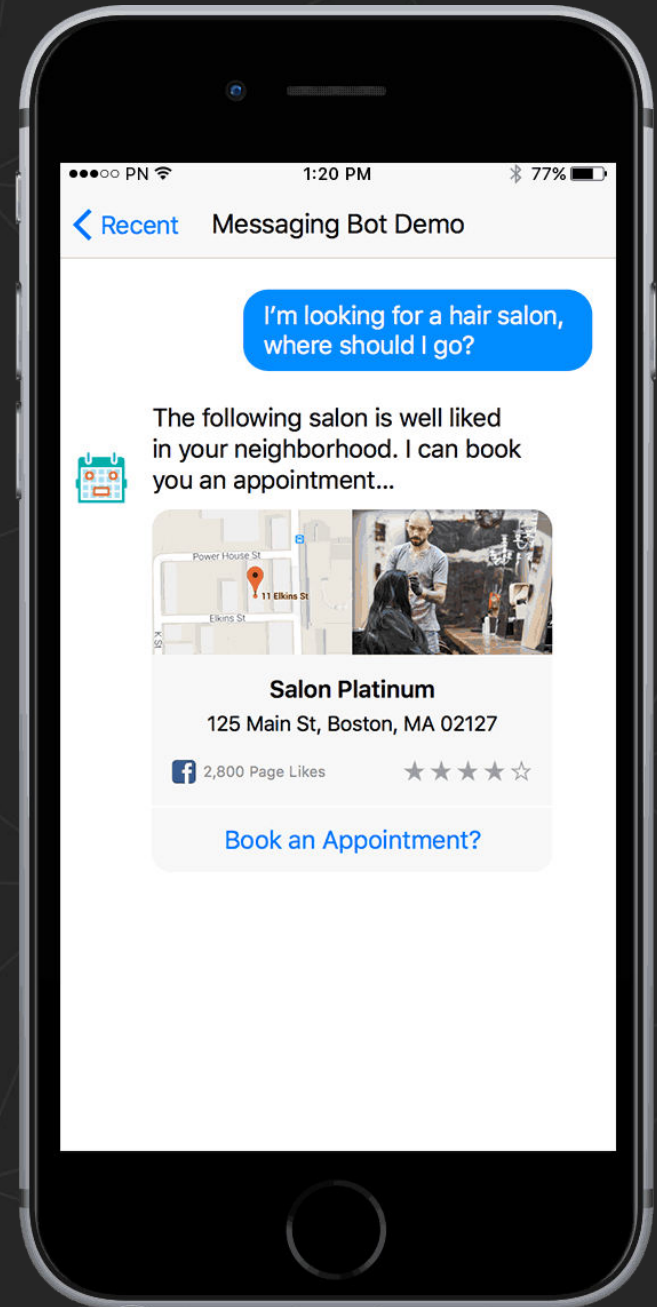 ●●●○○ PN 1:20 PM 77%
Recent Messaging Bot Demo
I'm looking for a hair salon,
where should I go?
The following salon is well liked
in your neighborhood. I can book
you an appointment...
Power House St
11 Elkins St
Elkins St
K St
Salon Platinum
125 Main St, Boston, MA 02127
f 2,800 Page Likes ★★★★☆
Book an Appointment?